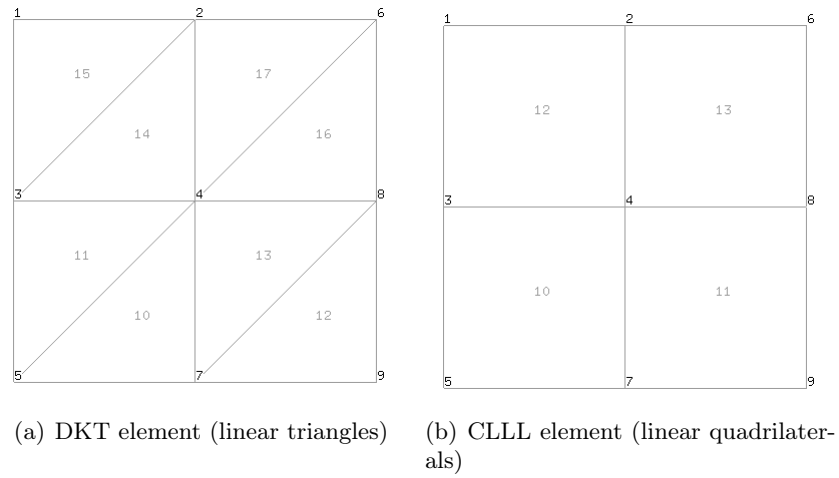 1 2 6
15 17
14 16
3 4 8
11 13
10 12
5 7 9
(a) DKT element (linear triangles)
1 2 6
12 13
3 4 8
10 11
5 7 9
(b) CLLL element (linear quadrilater-
als)